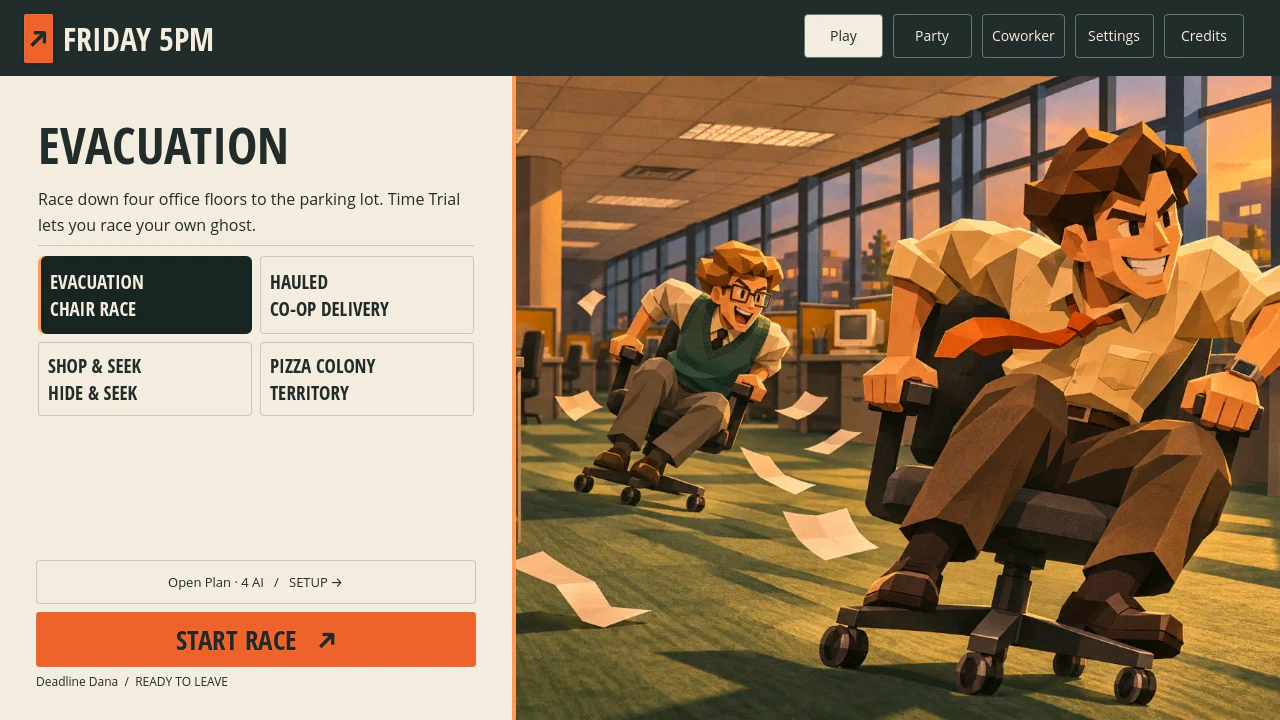 FRIDAY 5PM
Play
Party
Coworker
Settings
Credits
EVACUATION
Race down four office floors to the parking lot. Time Trial
lets you race your own ghost.
EVACUATION
CHAIR RACE
HAULED
CO-OP DELIVERY
SHOP & SEEK
HIDE & SEEK
PIZZA COLONY
TERRITORY
Open Plan · 4 AI / SETUP →
START RACE ↗
Deadline Dana / READY TO LEAVE